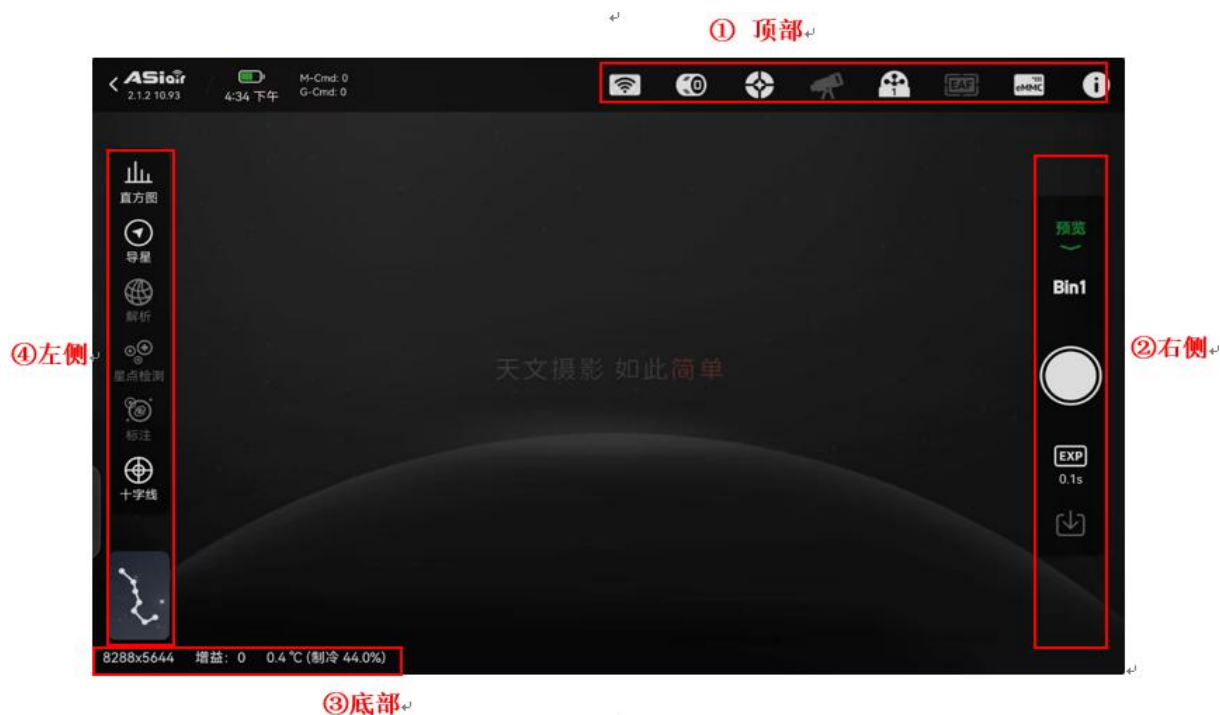 ① 顶部
ASiair
2.1.2 10.93
4:34 下午
M-Cmd: 0
G-Cmd: 0
0
1
EAF
eMMC
i
直方图
导星
解析
星点检测
标注
十字线
④左侧
天文摄影 如此简单
预览
Bin1
②右侧
EXP
0.1s
8288x5644 增益：0 0.4 ℃ (制冷 44.0%)
③底部